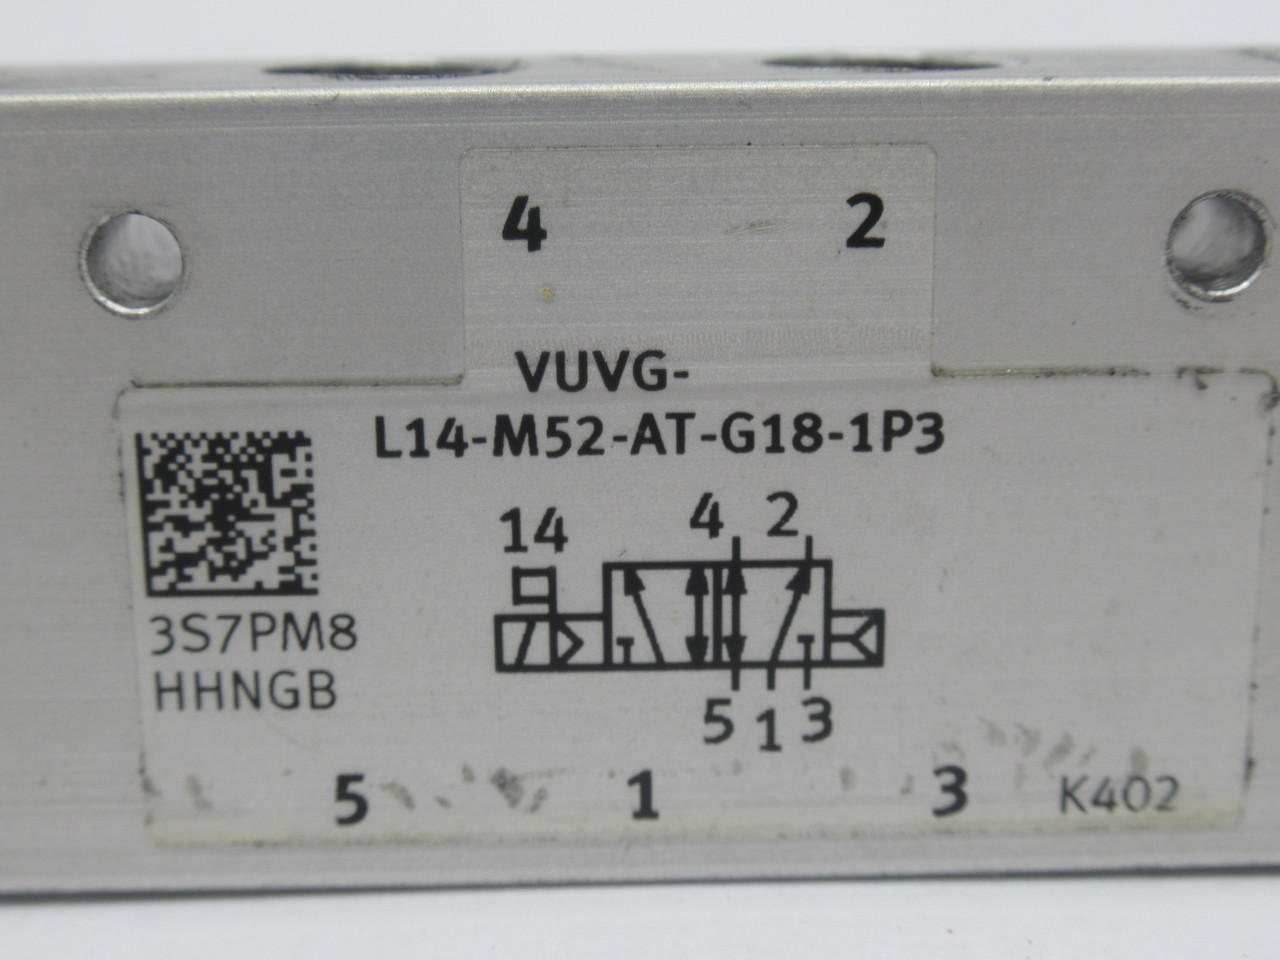 4 2
VUVG-
L14-M52-AT-G18-1P3
14 4 2
3S7PM8
HHNGB
5 1 3
5 1 3 K402